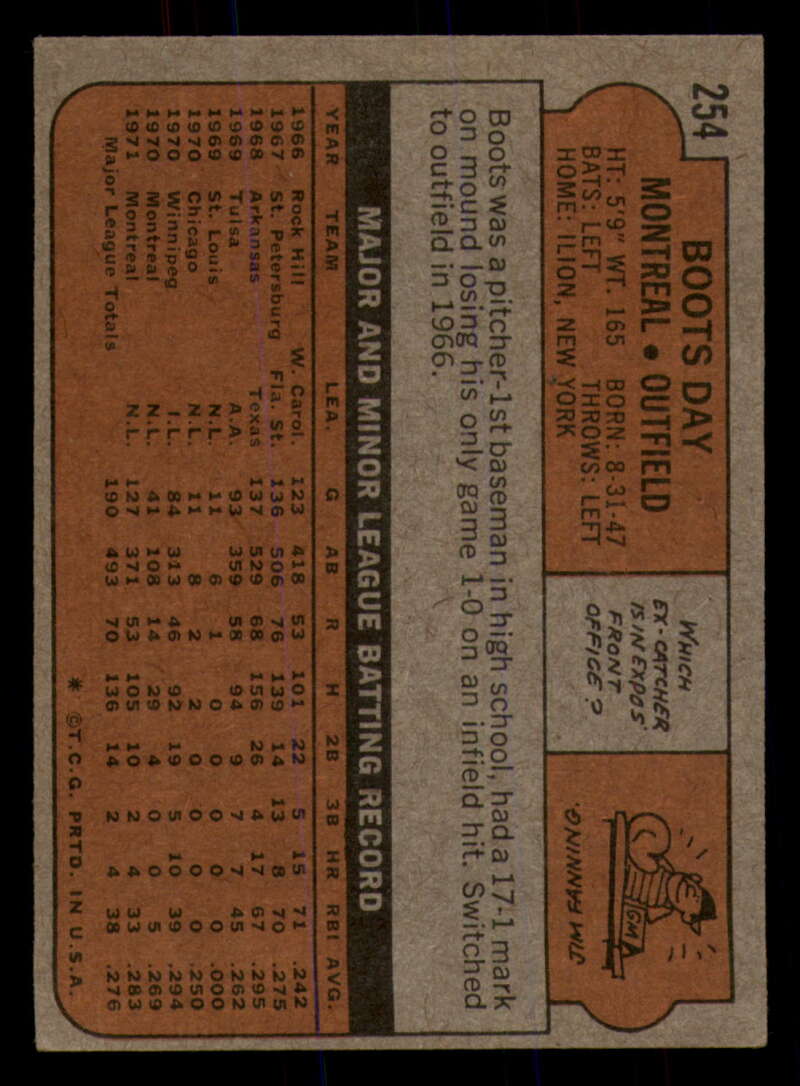 254
BOOTS DAY
MONTREAL • OUTFIELD
HT: 5'9" WT. 165 BORN: 8-31-47
BATS: LEFT THROWS: LEFT
HOME: ILION, NEW YORK
WHICH
EX-CATCHER
IS IN EXPOS'
FRONT
OFFICE?
GM
JIM FANNING.
Boots was a pitcher-1st baseman in high school, had a 17-1 mark
on mound losing his only game 1-0 on an infield hit. Switched
to outfield in 1966.
MAJOR AND MINOR LEAGUE BATTING RECORD
YEAR TEAM LEA. G AB R H 2B 3B HR RBI AVG.
1966 Rock Hill W. Carol. 123 418 53 101 22 5 15 71 .242
1967 St. Petersburg Fla. St. 136 506 76 139 14 13 8 70 .275
1968 Arkansas Texas 137 529 68 156 26 4 17 67 .295
1969 Tulsa A.A. 93 359 58 94 9 7 7 45 .262
1969 St. Louis N.L. 11 6 1 0 0 0 0 0 .000
1970 Chicago N.L. 11 8 2 2 0 0 0 0 .250
1970 Winnipeg I.L. 84 313 46 92 19 5 10 39 .294
1970 Montreal N.L. 41 108 14 29 4 0 0 5 .269
1971 Montreal N.L. 127 371 53 105 10 2 4 33 .283
Major League Totals 190 493 70 136 14 2 4 38 .276
* ©T.C.G. PRTD. IN U.S.A.